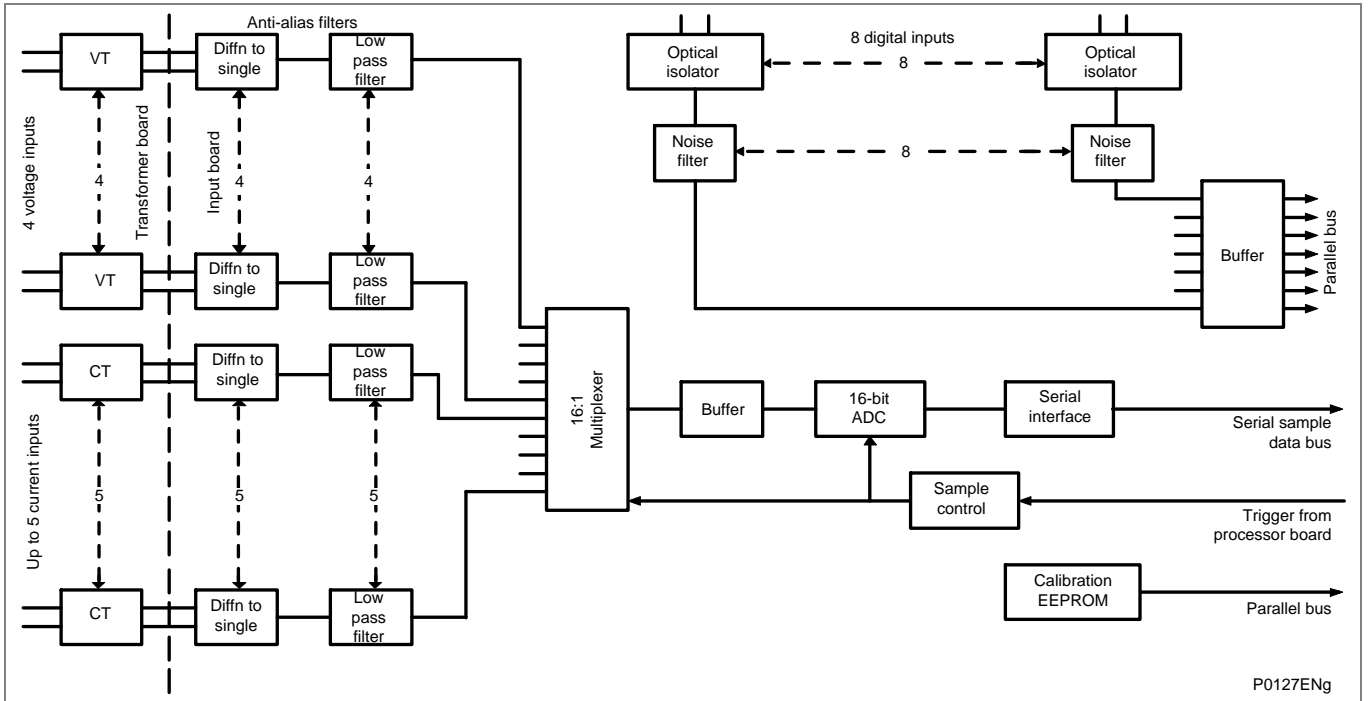 Anti-alias filters
VT
Diffn to
single
Low
pass
filter
4 voltage inputs
4
Transformer board
Input board
4
4
VT
Diffn to
single
Low
pass
filter
CT
Diffn to
single
Low
pass
filter
Up to 5 current inputs
5
5
5
CT
Diffn to
single
Low
pass
filter
16:1
Multiplexer
Optical
isolator
8 digital inputs
8
Optical
isolator
Noise
filter
8
Noise
filter
Buffer
Parallel bus
Buffer
16-bit
ADC
Serial
interface
Serial sample
data bus
Sample
control
Trigger from
processor board
Calibration
EEPROM
Parallel bus
P0127ENg